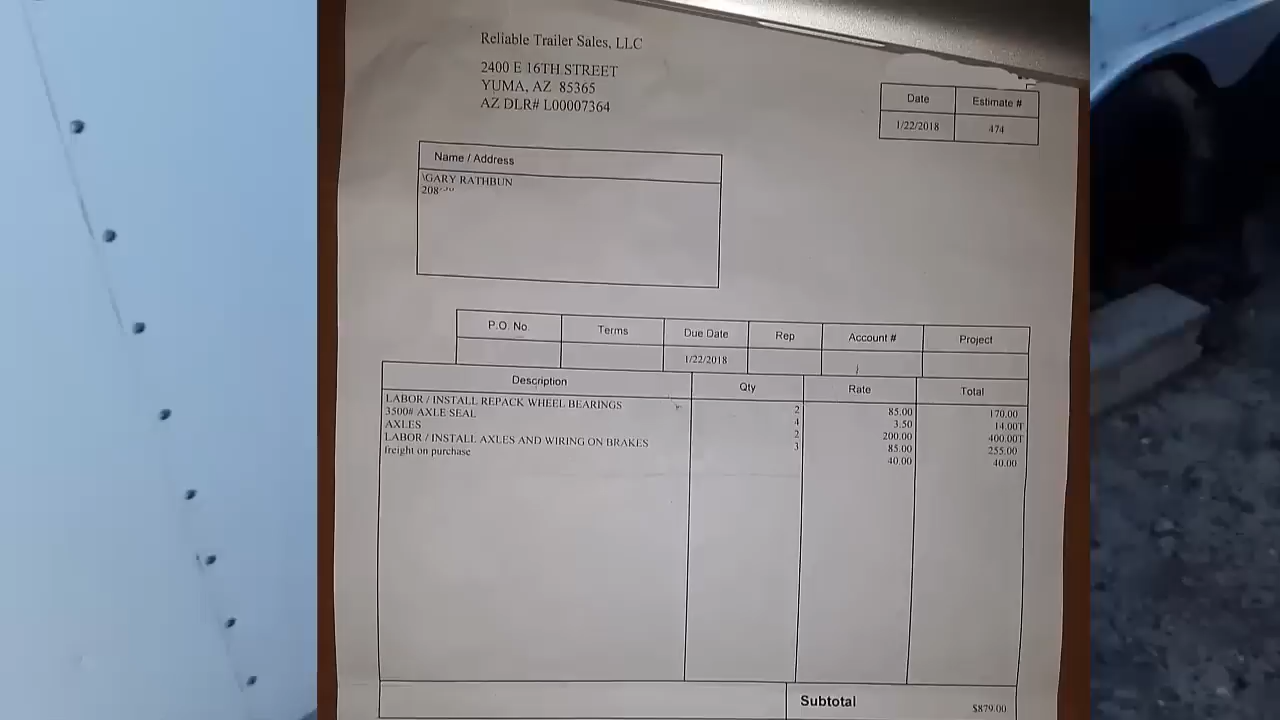 Reliable Trailer Sales, LLC
2400 E 16TH STREET
YUMA, AZ 85365
AZ DLR# L00007364
Date Estimate #
1/22/2018 474
Name / Address
\GARY RATHBUN
208
P.O. No. Terms Due Date Rep Account # Project
1/22/2018
Description Qty Rate Total
LABOR / INSTALL REPACK WHEEL BEARINGS 2 85.00 170.00
3500# AXLE SEAL 4 3.50 14.00T
AXLES 2 200.00 400.00T
LABOR / INSTALL AXLES AND WIRING ON BRAKES 3 85.00 255.00
freight on purchase 40.00 40.00
Subtotal $879.00